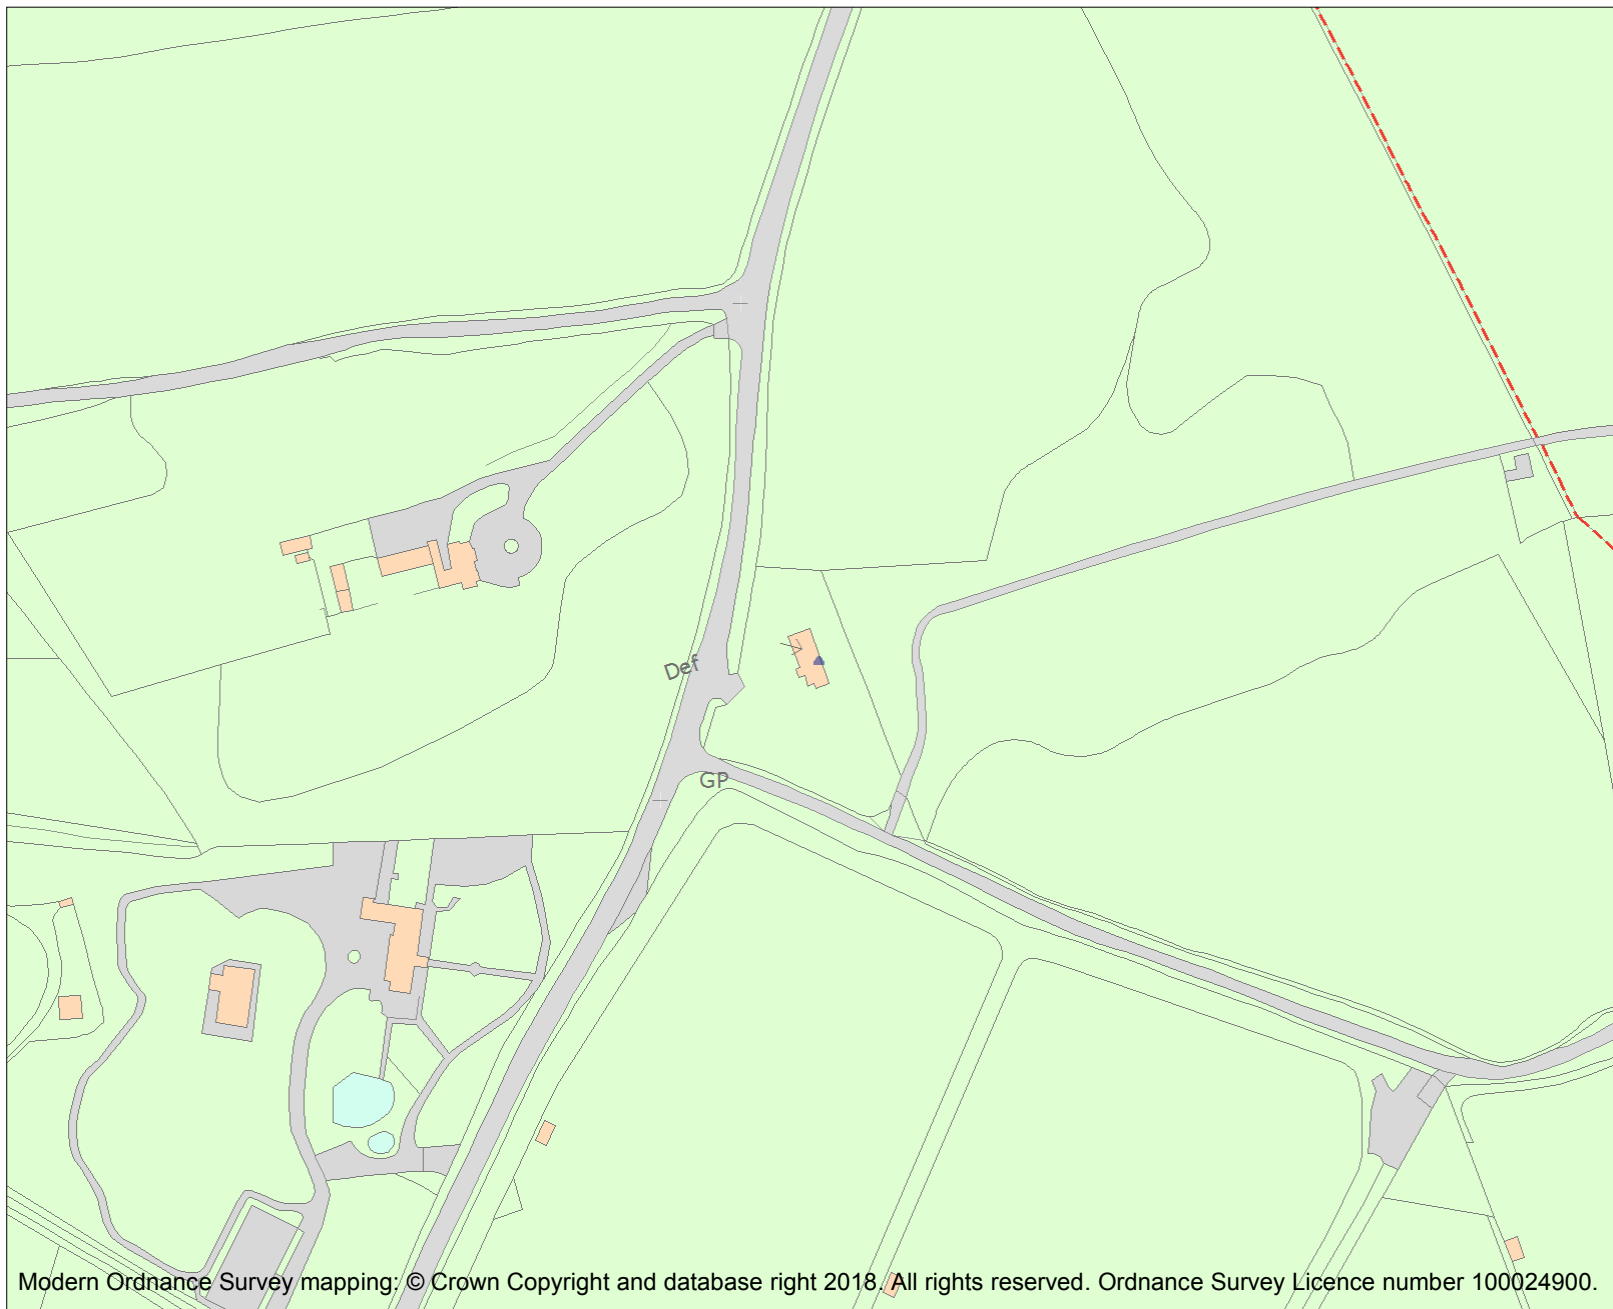 Def
GP
Modern Ordnance Survey mapping: © Crown Copyright and database right 2018. All rights reserved. Ordnance Survey Licence number 100024900.